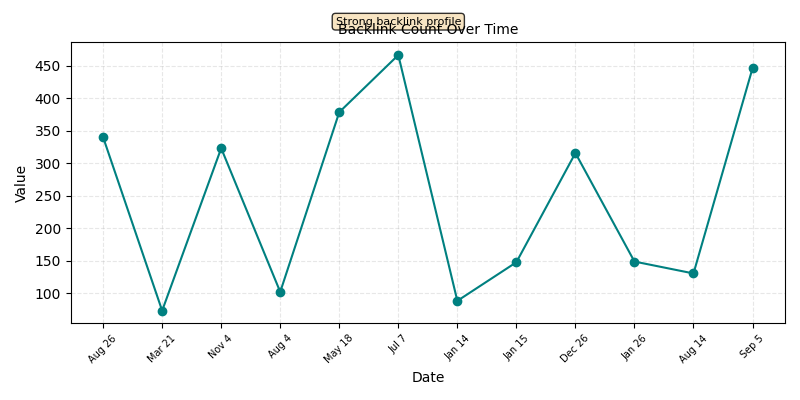 Strong backlink profile
Backlink Count Over Time
Value
450
400
350
300
250
200
150
100
Aug 26
Mar 21
Nov 4
Aug 4
May 18
Jul 7
Jan 14
Jan 15
Dec 26
Jan 26
Aug 14
Sep 5
Date